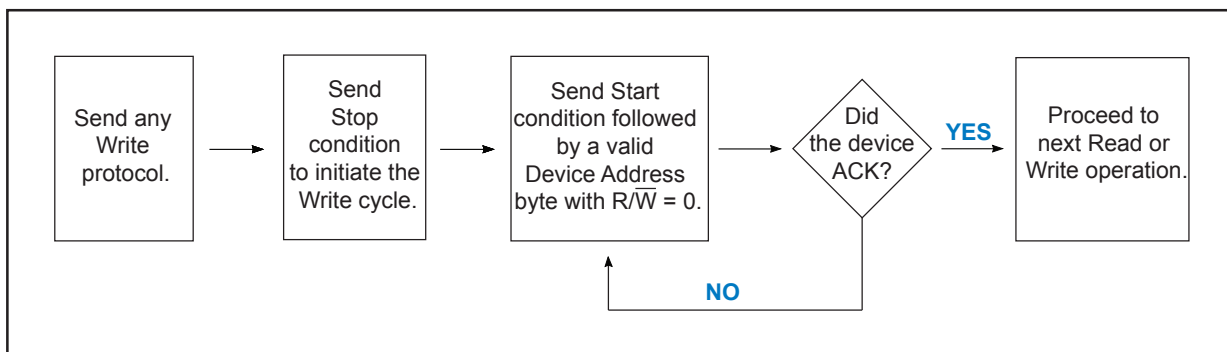 Send any
Write
protocol.
Send
Stop
condition
to initiate the
Write cycle.
Send Start
condition followed
by a valid
Device Address
byte with R/W̅ = 0.
Did
the device
ACK?
YES
NO
Proceed to
next Read or
Write operation.